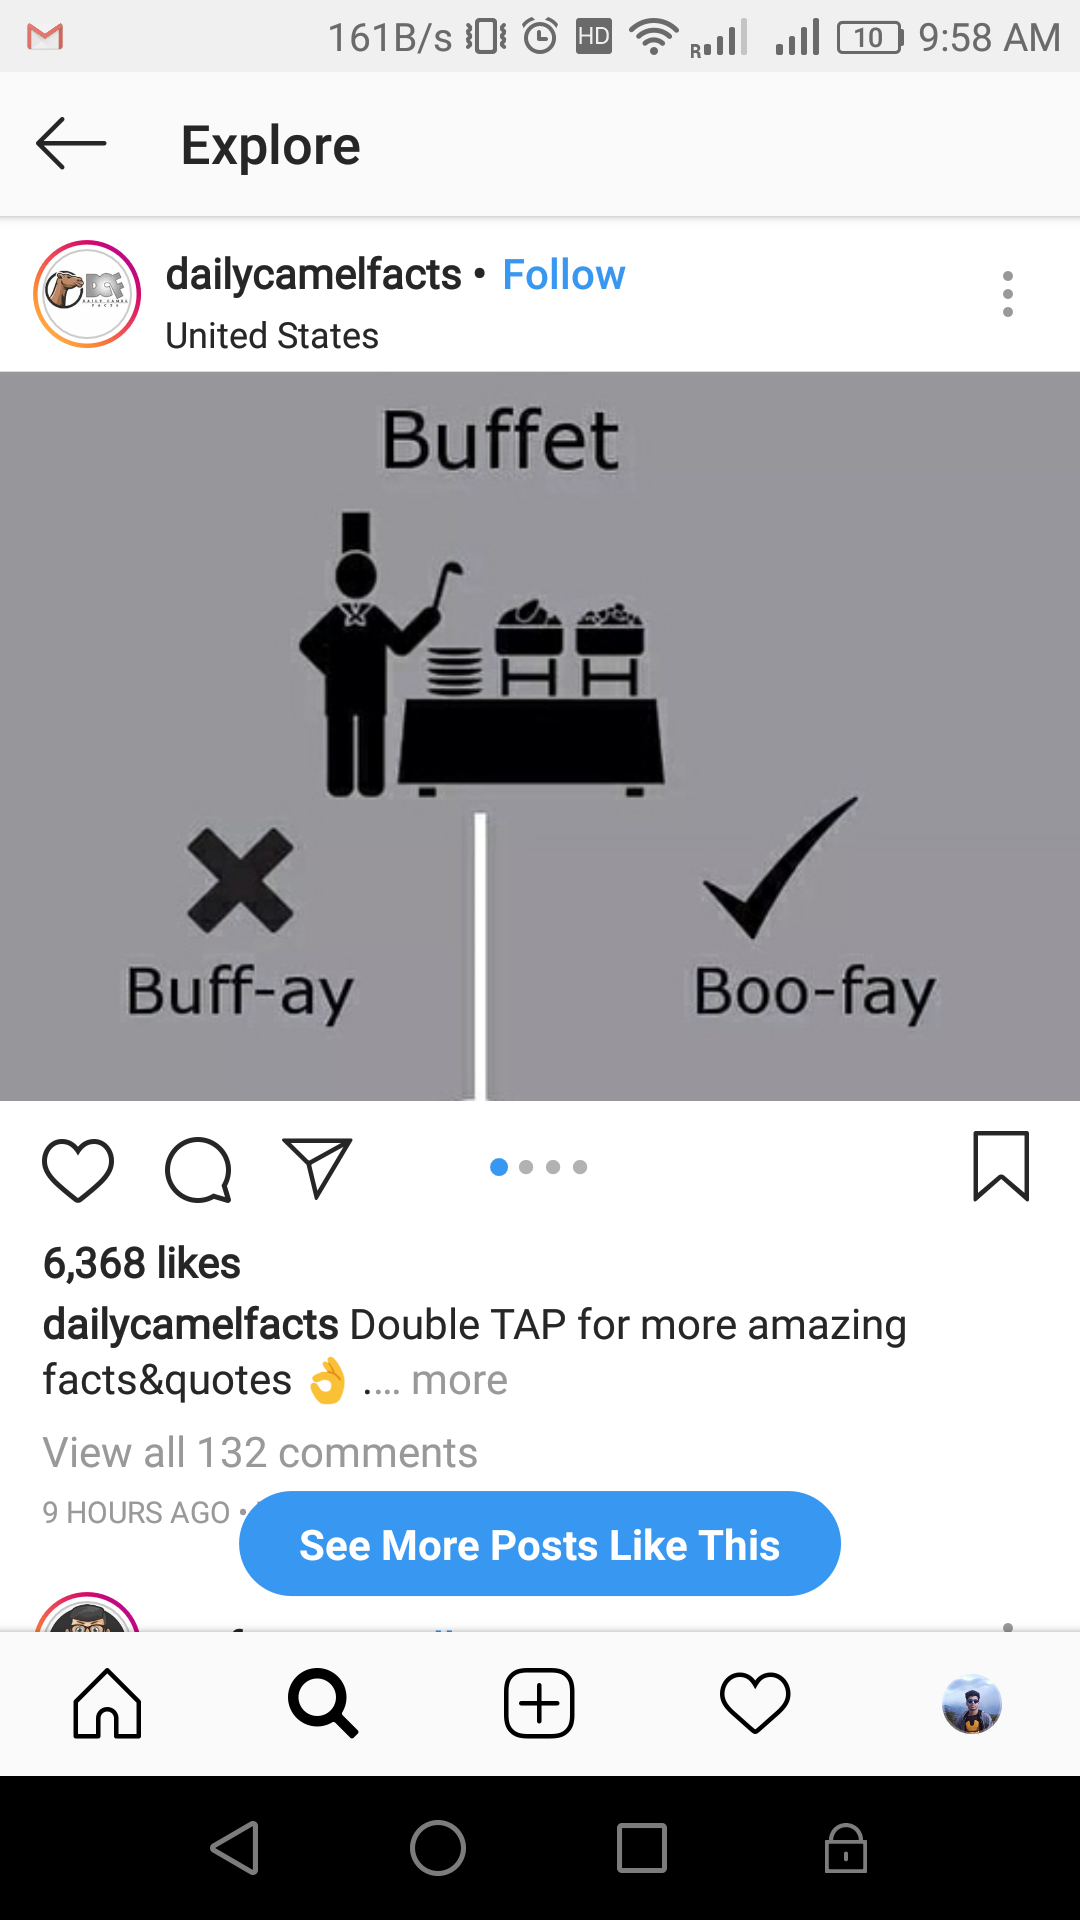 161B/s HD R 10 9:58 AM
Explore
dailycamelfacts • Follow
United States
Buffet
Buff-ay
Boo-fay
6,368 likes
dailycamelfacts Double TAP for more amazing
facts&quotes 👌 .... more
View all 132 comments
9 HOURS AGO •
See More Posts Like This